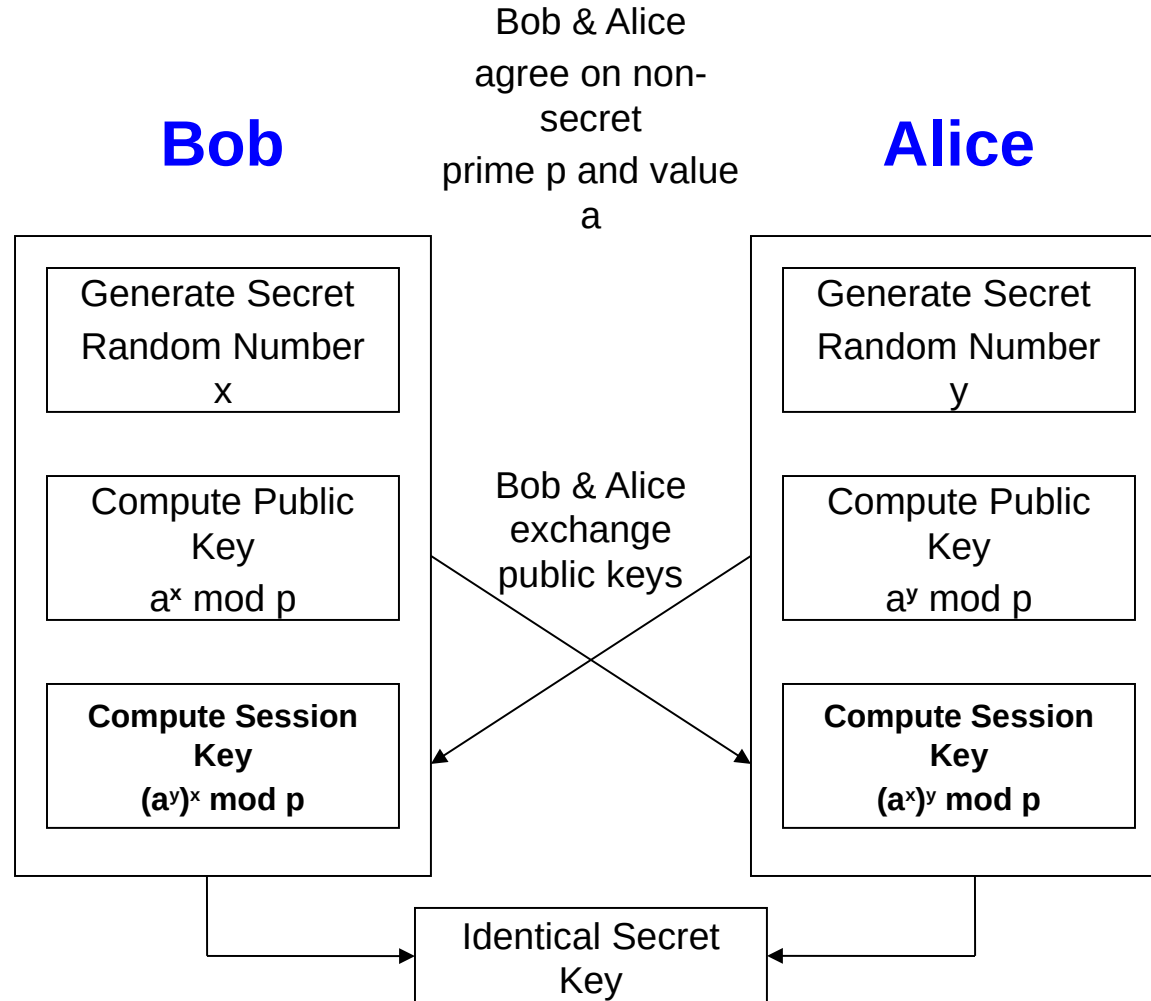 Bob & Alice
agree on non-
secret
prime p and value
a
Bob
Alice
Generate Secret
Random Number
x
Compute Public
Key
aˣ mod p
Compute Session
Key
(aʸ)ˣ mod p
Bob & Alice
exchange
public keys
Generate Secret
Random Number
y
Compute Public
Key
aʸ mod p
Compute Session
Key
(aˣ)ʸ mod p
Identical Secret
Key